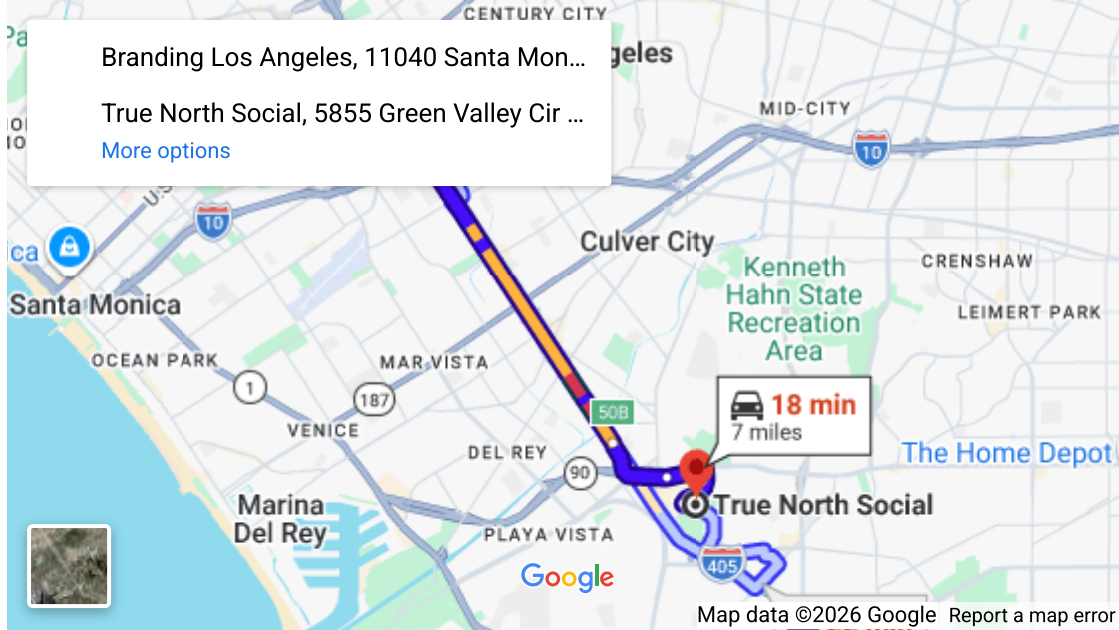 CENTURY CITY
Pa
Branding Los Angeles, 11040 Santa Mon...
geles
True North Social, 5855 Green Valley Cir ...
More options
MID-CITY
10
U.S
10
ca
Culver City
CRENSHAW
Kenneth
Hahn State
Recreation
Area
Santa Monica
LEIMERT PARK
OCEAN PARK
MAR VISTA
1
187
50B
18 min
7 miles
VENICE
DEL REY
The Home Depot
90
Marina
Del Rey
True North Social
PLAYA VISTA
405
Google
Map data ©2026 Google
Report a map error